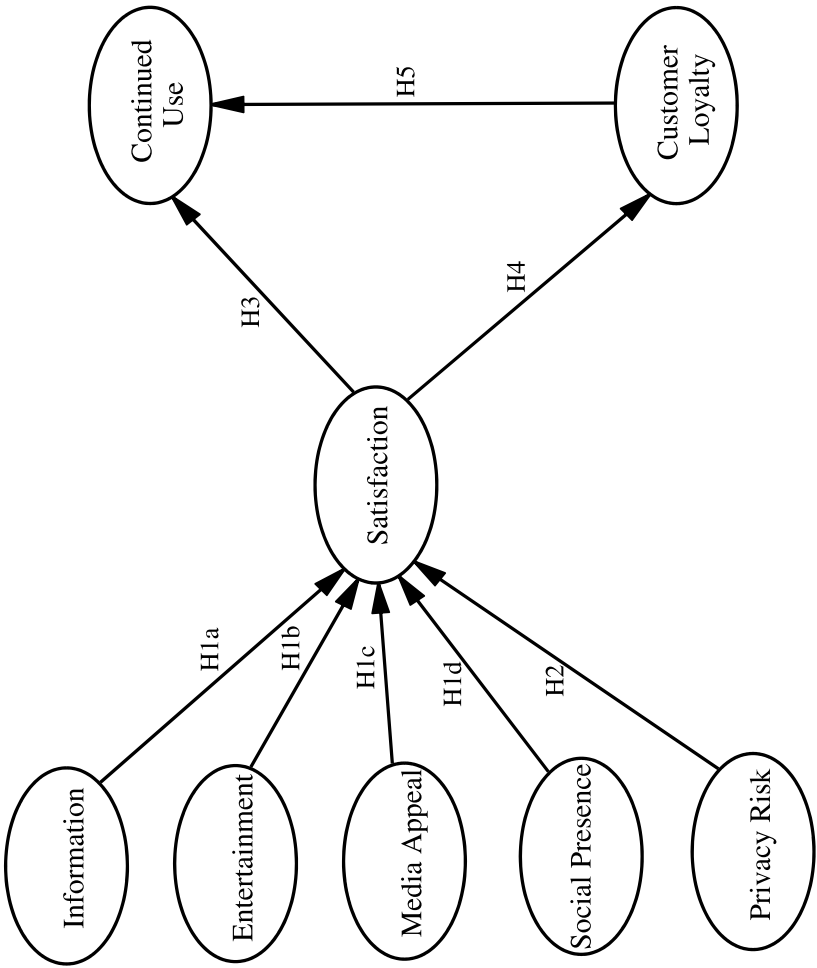 Information
Entertainment
Media Appeal
Social Presence
Privacy Risk
H1a
H1b
H1c
H1d
H2
Satisfaction
H3
H4
Continued
Use
H5
Customer
Loyalty